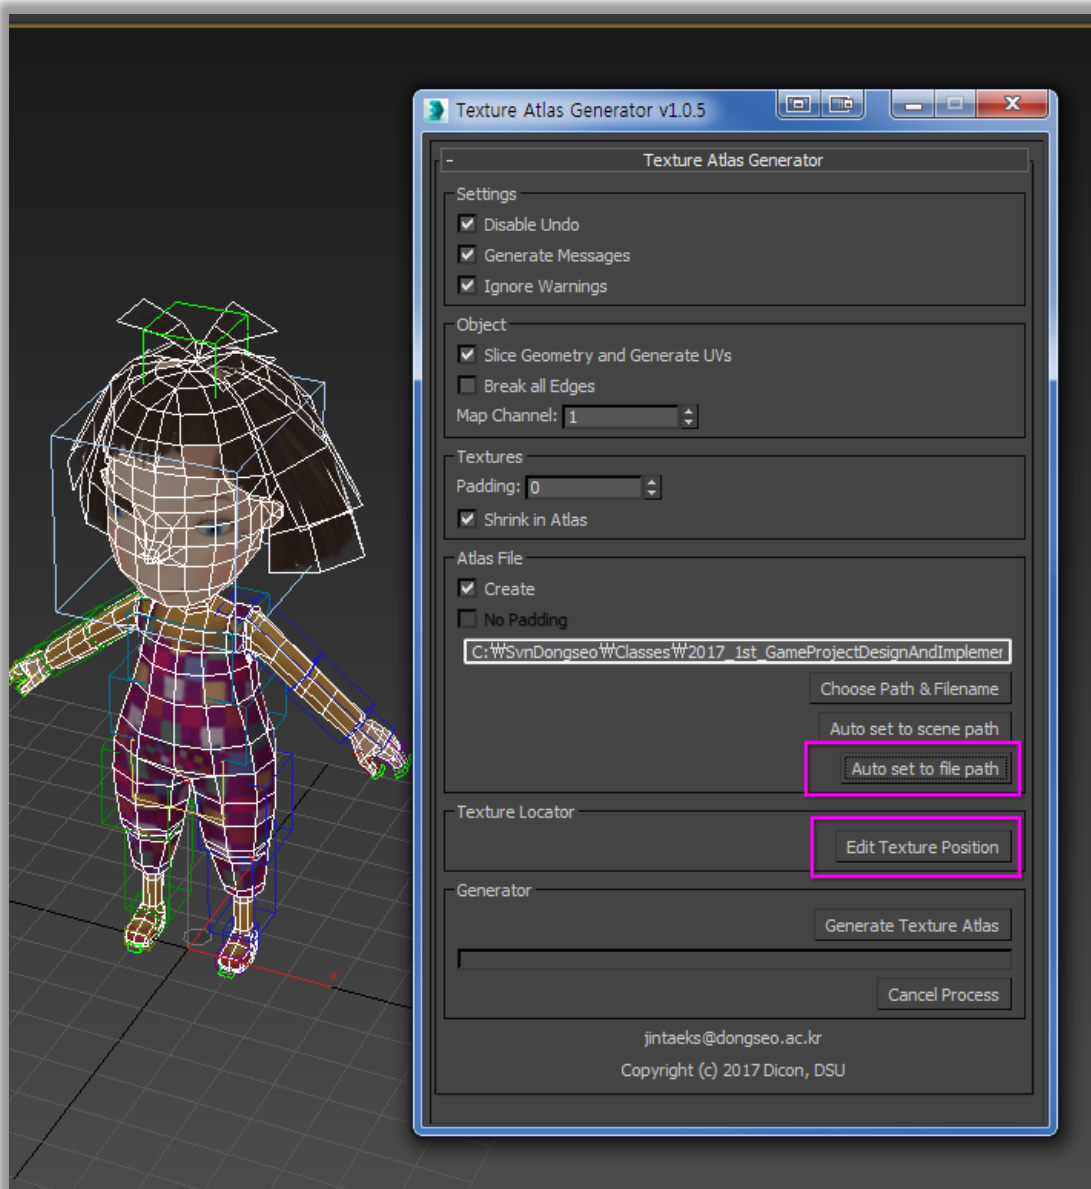 Texture Atlas Generator v1.0.5
- Texture Atlas Generator
Settings
Disable Undo
Generate Messages
Ignore Warnings
Object
Slice Geometry and Generate UVs
Break all Edges
Map Channel: 1
Textures
Padding: 0
Shrink in Atlas
Atlas File
Create
No Padding
C:₩SvnDongseo₩Classes₩2017_1st_GameProjectDesignAndImplemer
Choose Path & Filename
Auto set to scene path
Auto set to file path
Texture Locator
Edit Texture Position
Generator
Generate Texture Atlas
Cancel Process
jintaeks@dongseo.ac.kr
Copyright (c) 2017 Dicon, DSU
x